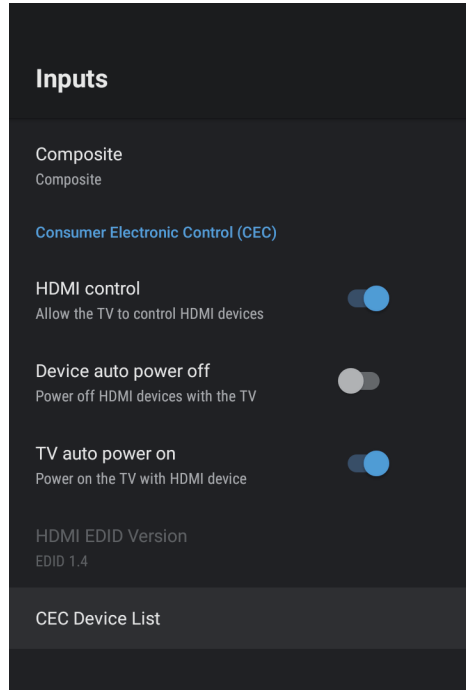 Inputs
Composite
Composite
Consumer Electronic Control (CEC)
HDMI control
Allow the TV to control HDMI devices
Device auto power off
Power off HDMI devices with the TV
TV auto power on
Power on the TV with HDMI device
HDMI EDID Version
EDID 1.4
CEC Device List